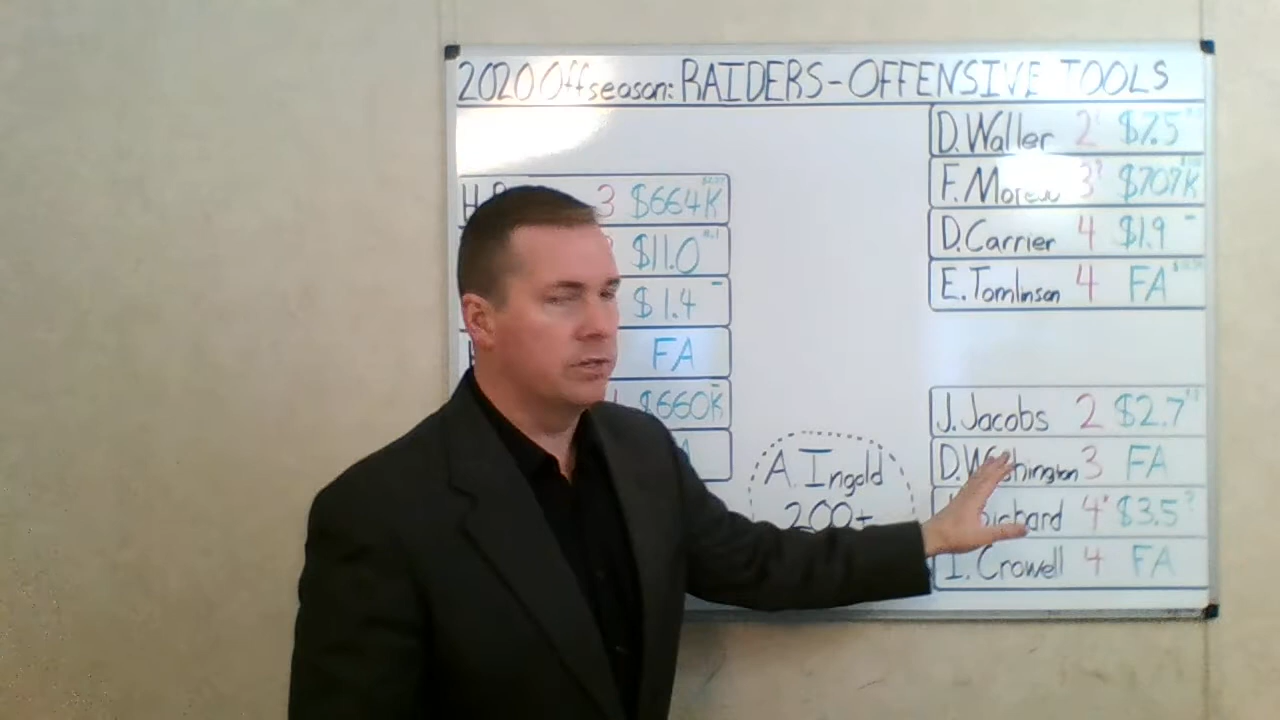 2020 Offseason: RAIDERS-OFFENSIVE TOOLS
D. Waller 2 $7.5
F. Moreau 3 $707K
D. Carrier 4 $1.9
E. Tomlinson 4 FA
H. 3 $664K
$11.0
$1.4
FA
$660K
A
J. Jacobs 2 $2.7
D. Washington 3 FA
Richard 4 $3.5
I. Crowell 4 FA
A. Ingold
200+